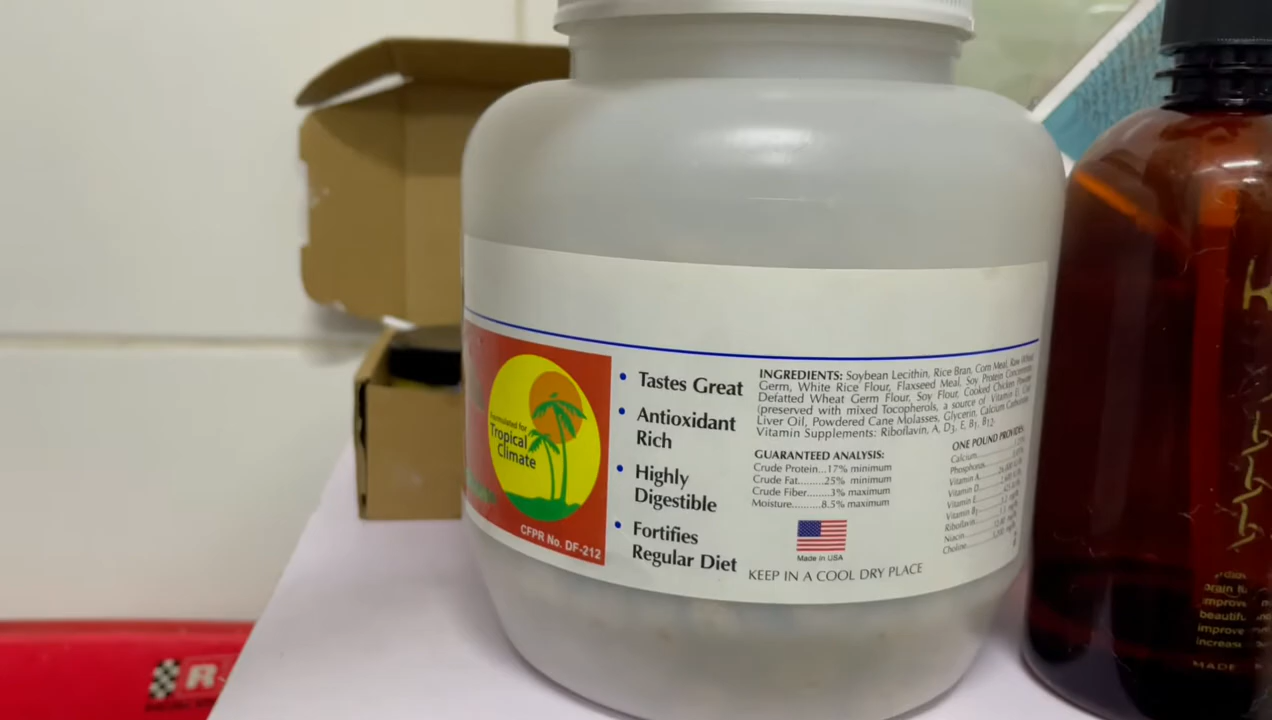 Formulated for
Tropical
Climate
CFPR No. DF-212
• Tastes Great
• Antioxidant
Rich
• Highly
Digestible
• Fortifies
Regular Diet
INGREDIENTS: Soybean Lecithin, Rice Bran, Corn Meal, Raw Wheat
Germ, White Rice Flour, Flaxseed Meal, Soy Protein Concentrate,
Defatted Wheat Germ Flour, Soy Flour, Cooked Chicken Powder
(preserved with mixed Tocopherols, a source of Vitamin E), Cod
Liver Oil, Powdered Cane Molasses, Glycerin, Calcium Carbonate
Vitamin Supplements: Riboflavin, A, D3, E, B1, B12
GUARANTEED ANALYSIS:
Crude Protein...17% minimum
Crude Fat.........25% minimum
Crude Fiber.......3% maximum
Moisture..........8.5% maximum
Made in USA
KEEP IN A COOL DRY PLACE
ONE POUND PROVIDES:
Calcium
Phosphorus
Vitamin A
Vitamin D
Vitamin E
Vitamin B1
Riboflavin
Niacin
Choline
R
improve
beautif
improve
increase
MADE